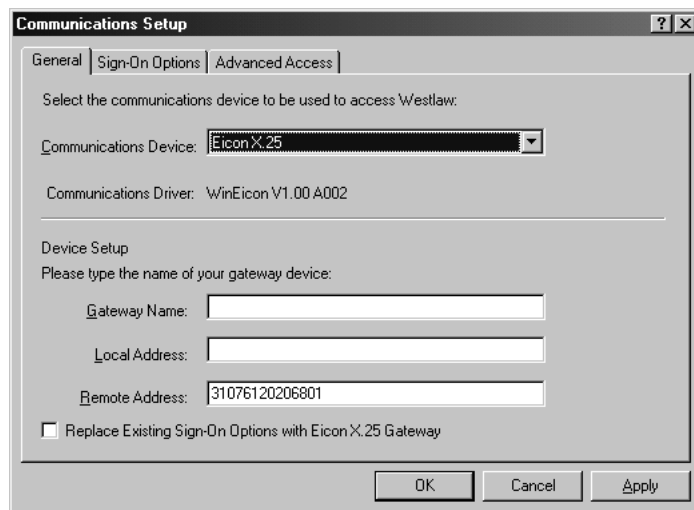 Communications Setup
General Sign-On Options Advanced Access
Select the communications device to be used to access Westlaw:
Communications Device: Eicon X.25
Communications Driver: WinEicon V1.00 A002
Device Setup
Please type the name of your gateway device:
Gateway Name:
Local Address:
Remote Address: 31076120206801
Replace Existing Sign-On Options with Eicon X.25 Gateway
OK Cancel Apply